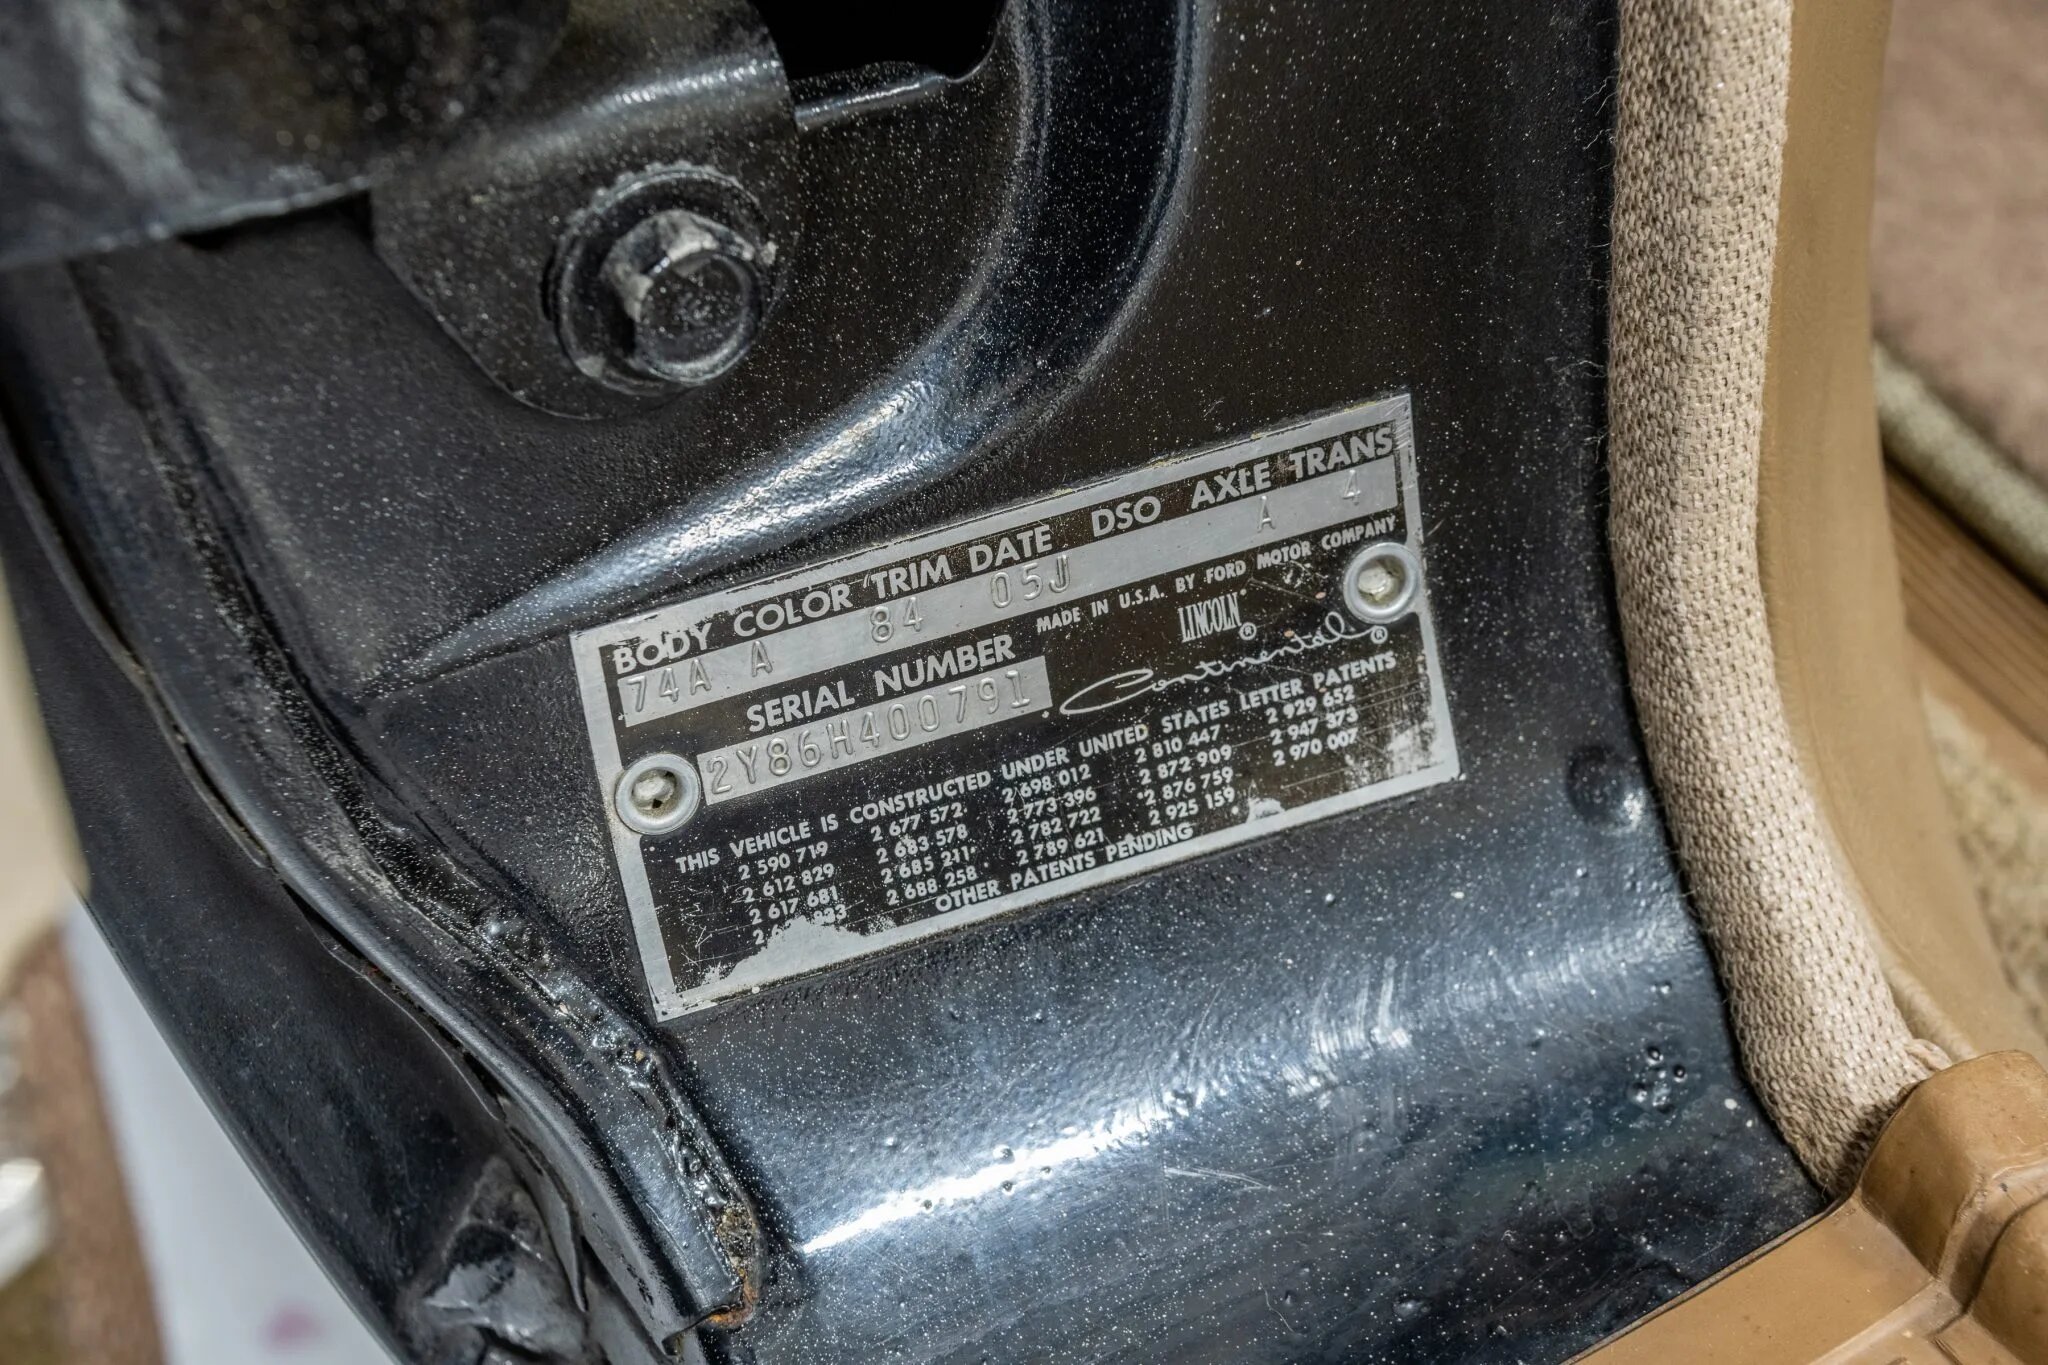 BODY COLOR TRIM DATE DSO AXLE TRANS
74A A 84 05J A 4
SERIAL NUMBER
2Y86H400791
MADE IN U.S.A. BY FORD MOTOR COMPANY
LINCOLN®
Continental®
THIS VEHICLE IS CONSTRUCTED UNDER UNITED STATES LETTER PATENTS
2 590 719 2 677 572 2 698 012 2 810 447 2 929 652
2 612 829 2 683 578 2 773 396 2 872 909 2 947 373
2 617 681 2 685 211 2 782 722 2 876 759 2 970 007
2 688 258 2 789 621 2 925 159
OTHER PATENTS PENDING